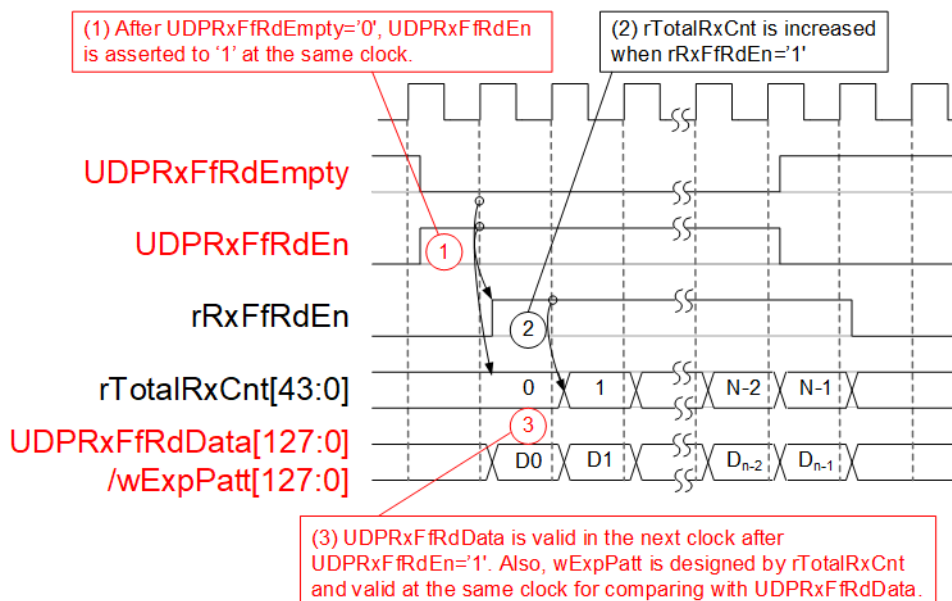 (1) After UDPRxFfRdEmpty='0', UDPRxFfRdEn
is asserted to ‘1’ at the same clock.
(2) rTotalRxCnt is increased
when rRxFfRdEn='1'
UDPRxFfRdEmpty
UDPRxFfRdEn
1
rRxFfRdEn
2
rTotalRxCnt[43:0]
0
1
N-2
N-1
3
UDPRxFfRdData[127:0]
/wExpPatt[127:0]
D0
D1
Dn-2
Dn-1
(3) UDPRxFfRdData is valid in the next clock after
UDPRxFfRdEn='1'. Also, wExpPatt is designed by rTotalRxCnt
and valid at the same clock for comparing with UDPRxFfRdData.